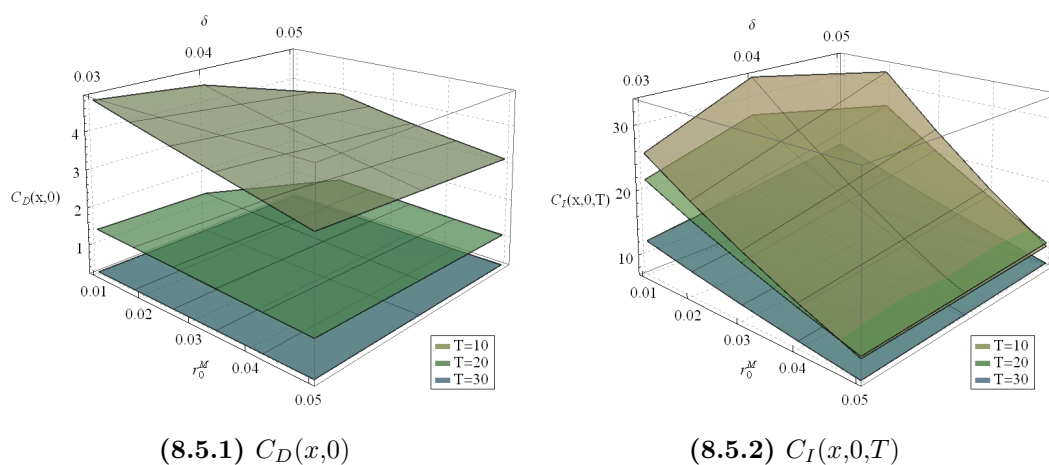 δ
0.05
0.04
0.03
4
3
C_D(x,0)
2
1
0.01
0.02
0.03
r_0^M
0.04
0.05
T=10
T=20
T=30
(8.5.1) C_D(x,0)
δ
0.05
0.04
0.03
30
C_I(x,0,T)
20
10
0.01
0.02
0.03
r_0^M
0.04
0.05
T=10
T=20
T=30
(8.5.2) C_I(x,0,T)